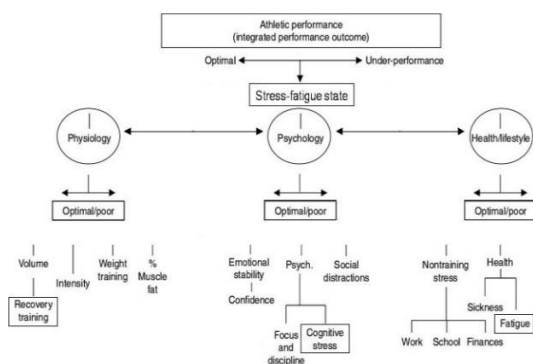 Athletic performance
(integrated performance outcome)
Optimal
Under-performance
Stress-fatigue state
Physiology
Psychology
Health/lifestyle
Optimal/poor
Optimal/poor
Optimal/poor
Volume
Intensity
Weight
training
%
Muscle
fat
Recovery
training
Emotional
stability
Confidence
Psych.
Social
distractions
Focus
and
discipline
Cognitive
stress
Nontraining
stress
Health
Sickness
Fatigue
Work
School
Finances